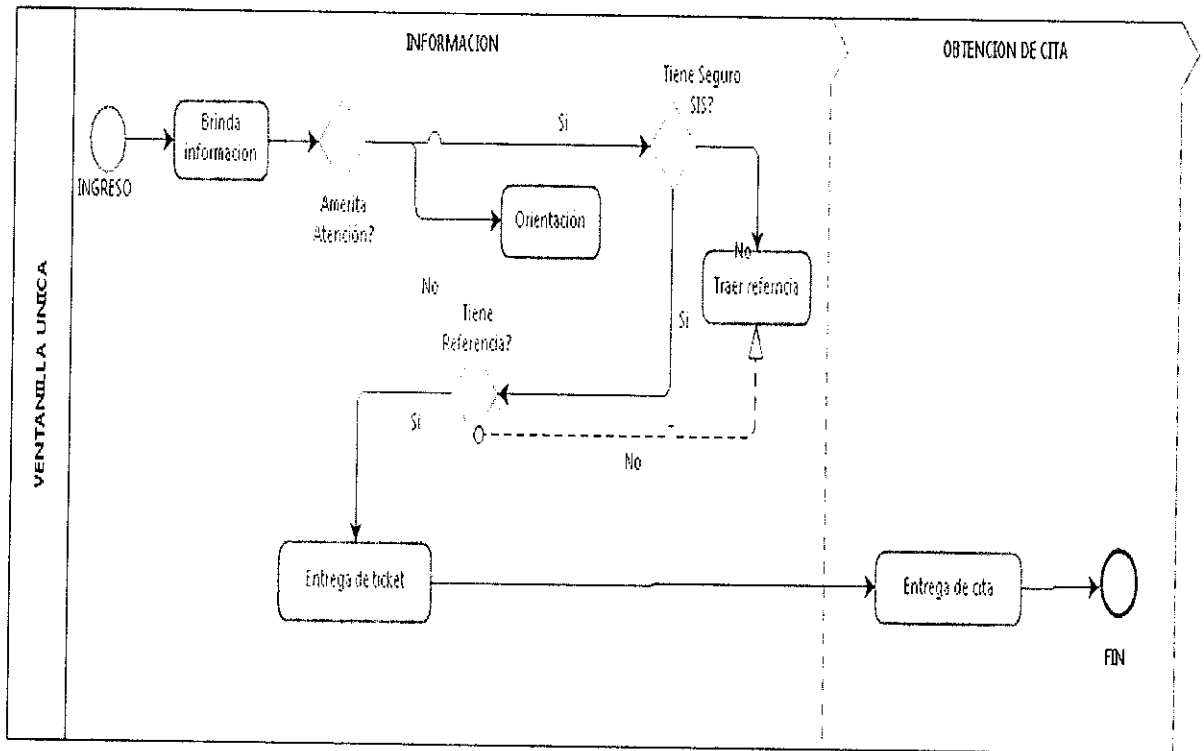 INFORMACION
OBTENCION DE CITA
Tiene Seguro
SIS?
Brinda
informacion
Si
INGRESO
Amerita
Atención?
Orientación
No
Traer referncia
No
Tiene
Referencia?
Si
Si
No
VENTANILLA UNICA
Entrega de ticket
Entrega de cita
FIN